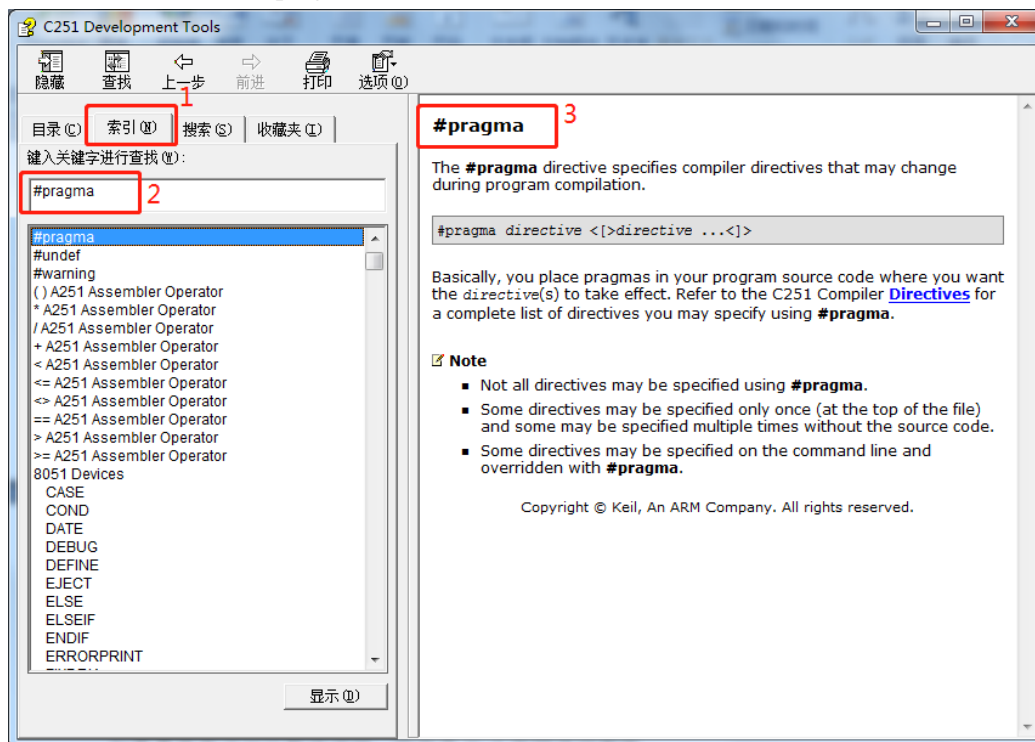 C251 Development Tools
隐藏 查找 上一步 前进 打印 选项(O)
1
目录(C) 索引(N) 搜索(S) 收藏夹(I)
键入关键字进行查找(W):
#pragma
2
#pragma
#undef
#warning
( ) A251 Assembler Operator
* A251 Assembler Operator
/ A251 Assembler Operator
+ A251 Assembler Operator
< A251 Assembler Operator
<= A251 Assembler Operator
<> A251 Assembler Operator
== A251 Assembler Operator
> A251 Assembler Operator
>= A251 Assembler Operator
8051 Devices
CASE
COND
DATE
DEBUG
DEFINE
EJECT
ELSE
ELSEIF
ENDIF
ERRORPRINT
显示(D)
#pragma
3
The #pragma directive specifies compiler directives that may change
during program compilation.
#pragma directive <[>directive ...<]>
Basically, you place pragmas in your program source code where you want
the directive(s) to take effect. Refer to the C251 Compiler Directives for
a complete list of directives you may specify using #pragma.
Note
Not all directives may be specified using #pragma.
Some directives may be specified only once (at the top of the file)
and some may be specified multiple times without the source code.
Some directives may be specified on the command line and
overridden with #pragma.
Copyright © Keil, An ARM Company. All rights reserved.